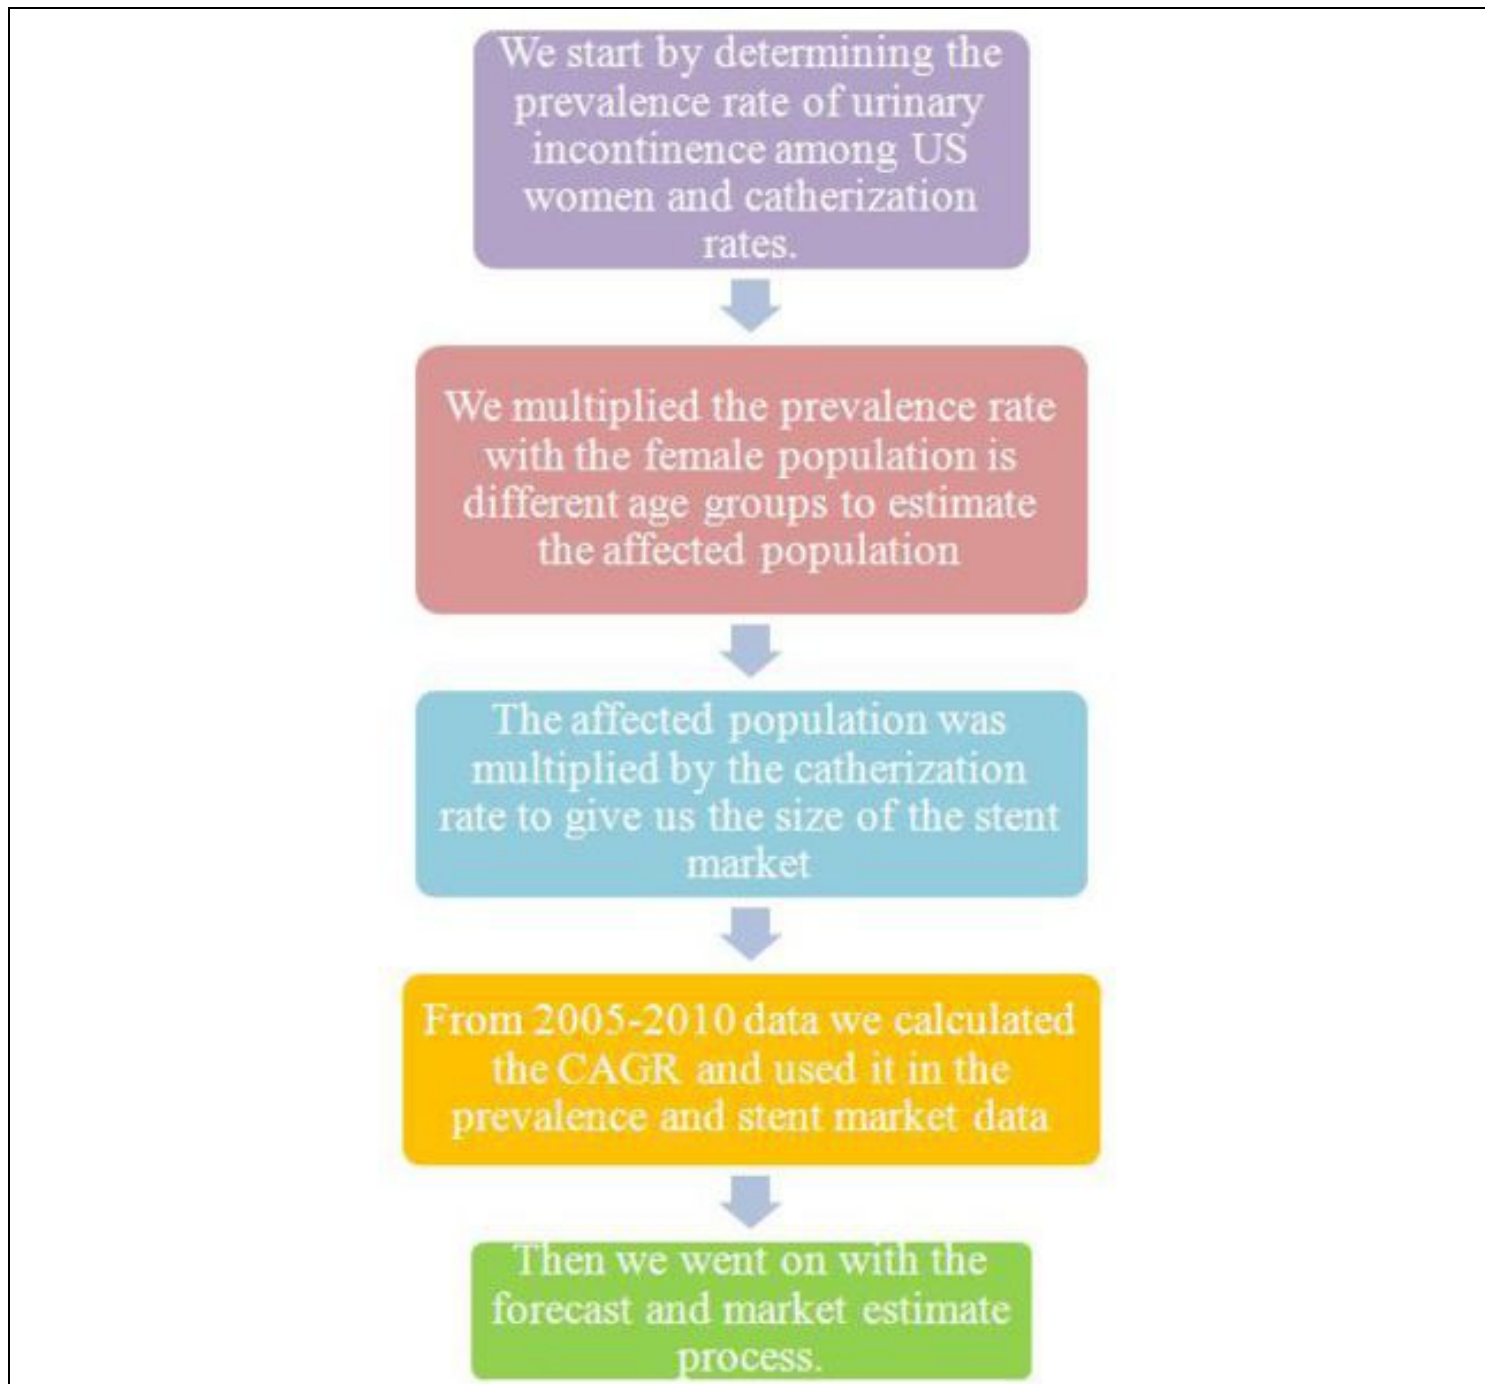 We start by determining the
prevalence rate of urinary
incontinence among US
women and catherization
rates.
We multiplied the prevalence rate
with the female population is
different age groups to estimate
the affected population
The affected population was
multiplied by the catherization
rate to give us the size of the stent
market
From 2005-2010 data we calculated
the CAGR and used it in the
prevalence and stent market data
Then we went on with the
forecast and market estimate
process.